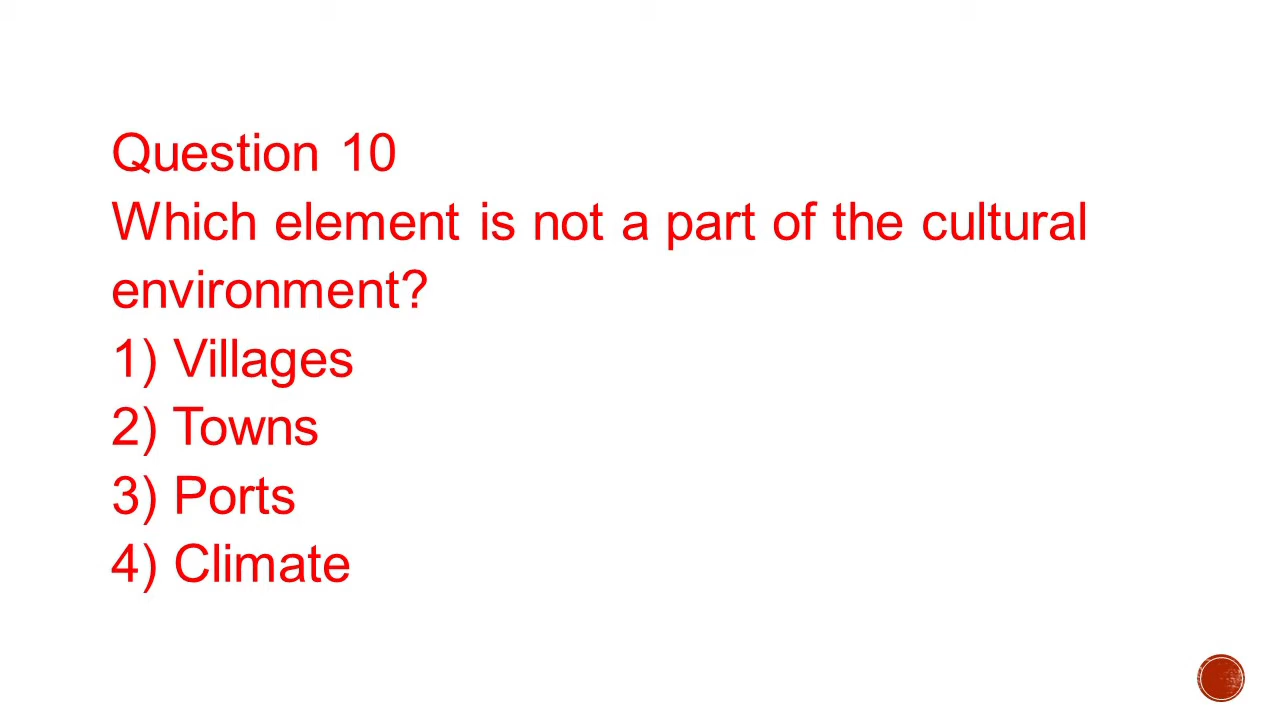 Question 10
Which element is not a part of the cultural
environment?
1) Villages
2) Towns
3) Ports
4) Climate